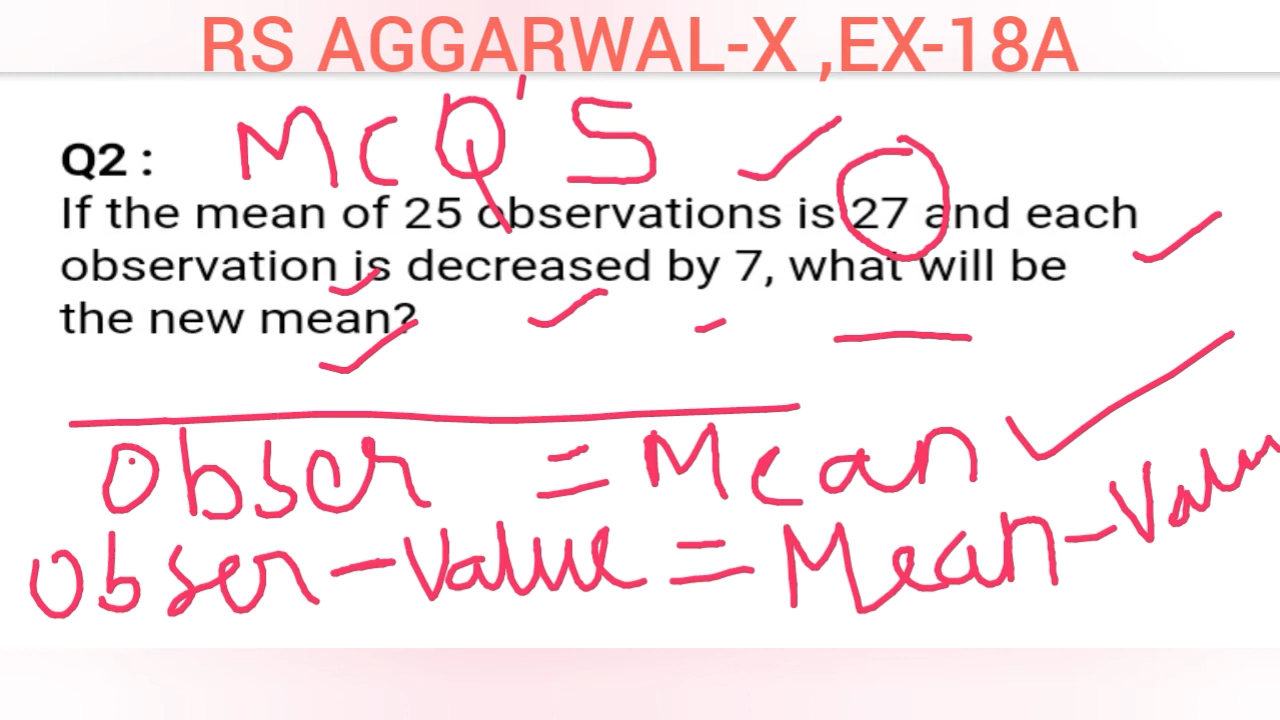 RS AGGARWAL-X ,EX-18A
MCQ'S
Q2 :
If the mean of 25 observations is 27 and each
observation is decreased by 7, what will be
the new mean?
Obser = Mean
Obser - Value = Mean - Value